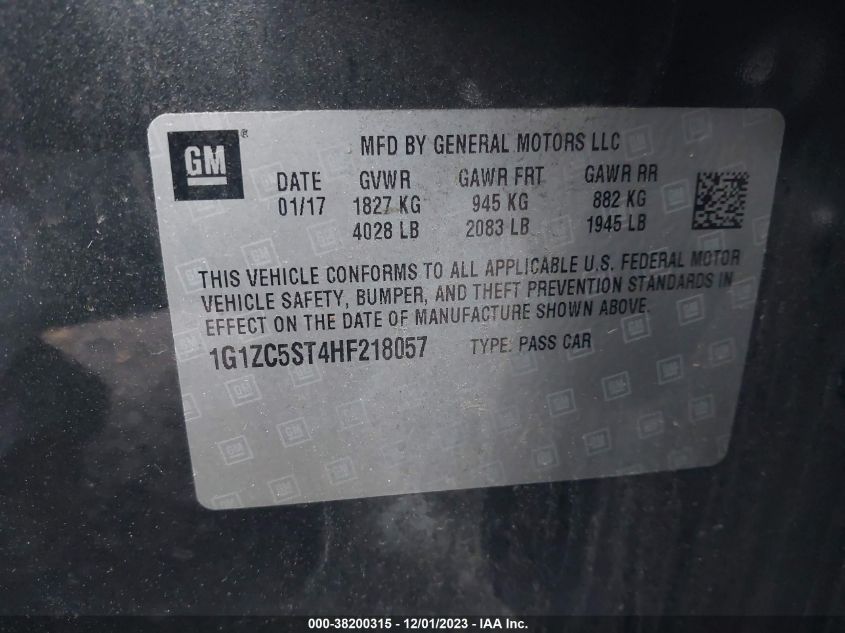 GM ®
MFD BY GENERAL MOTORS LLC
DATE GVWR GAWR FRT GAWR RR
01/17 1827 KG 945 KG 882 KG
4028 LB 2083 LB 1945 LB
THIS VEHICLE CONFORMS TO ALL APPLICABLE U.S. FEDERAL MOTOR
VEHICLE SAFETY, BUMPER, AND THEFT PREVENTION STANDARDS IN
EFFECT ON THE DATE OF MANUFACTURE SHOWN ABOVE.
1G1ZC5ST4HF218057 TYPE: PASS CAR
000-38200315 - 12/01/2023 - IAA Inc.